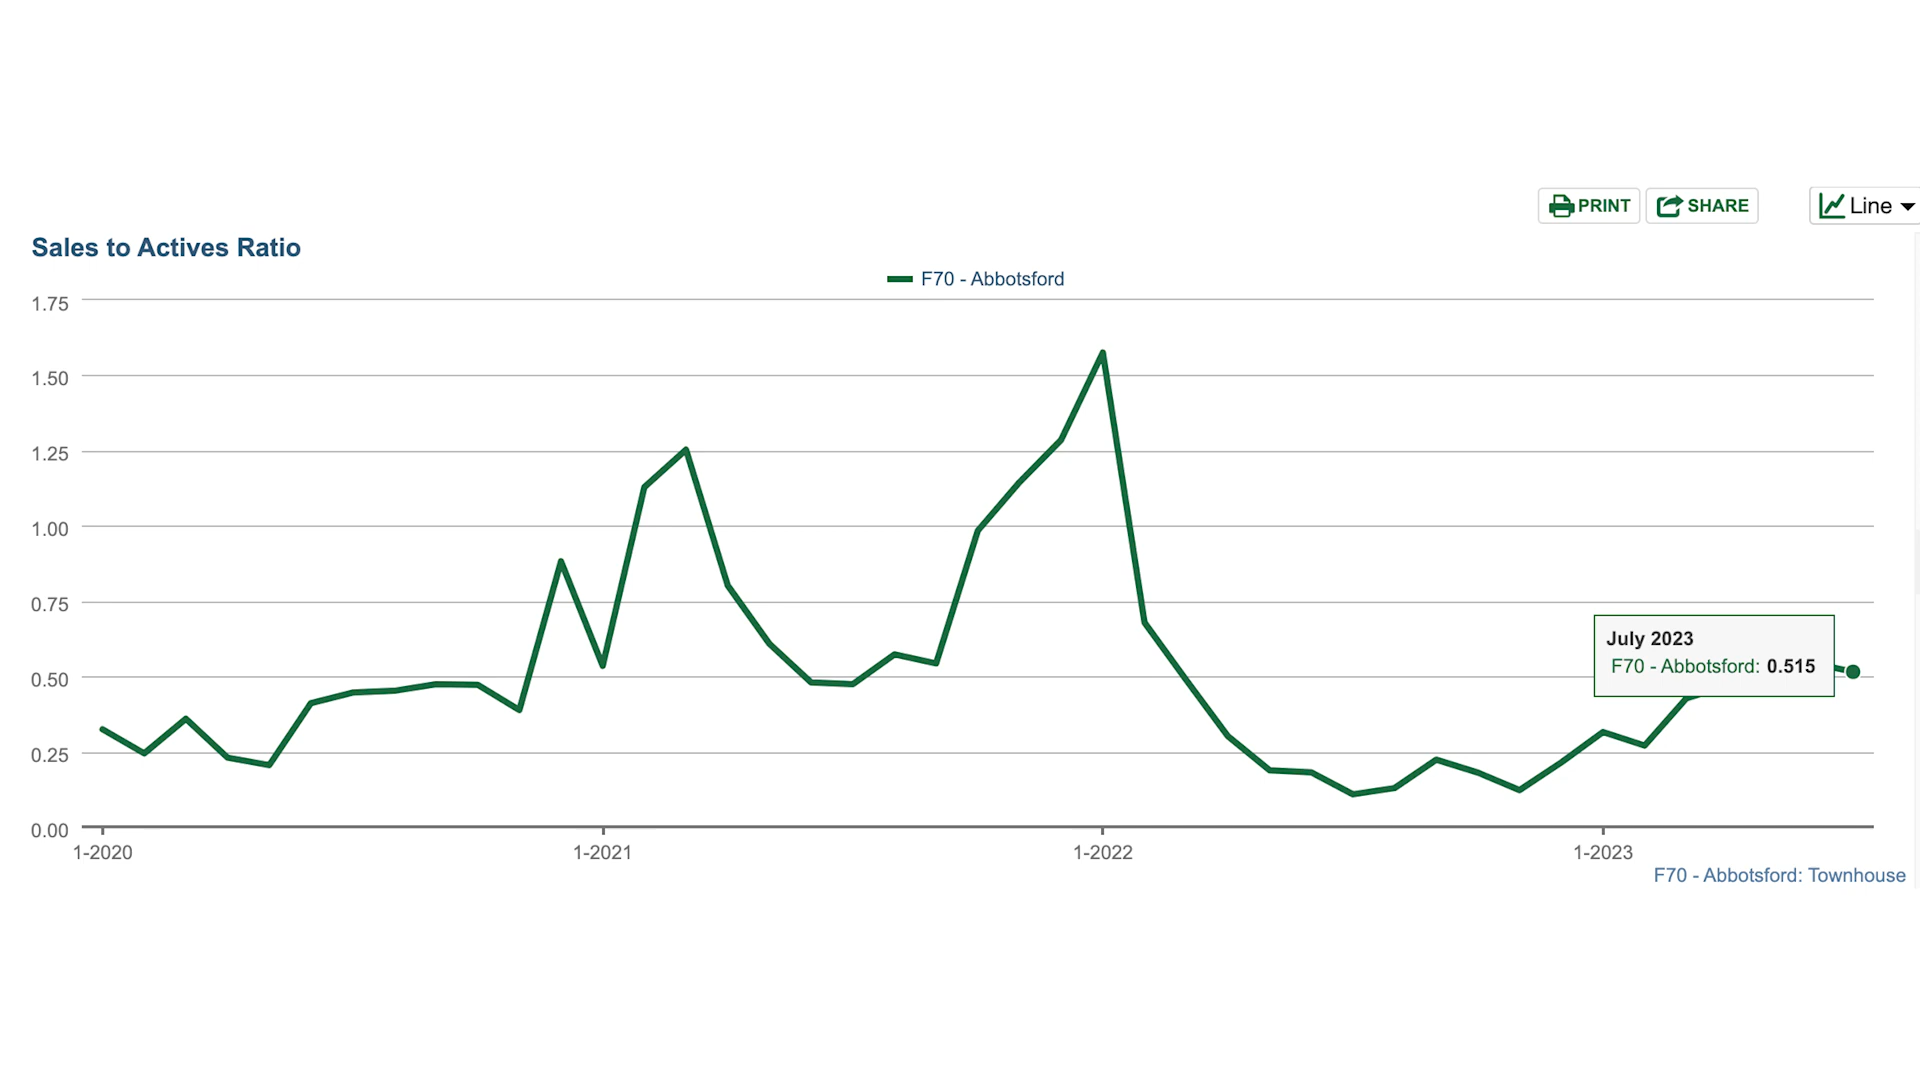 PRINT
SHARE
Line
Sales to Actives Ratio
F70 - Abbotsford
1.75
1.50
1.25
1.00
0.75
0.50
0.25
0.00
July 2023
F70 - Abbotsford: 0.515
1-2020
1-2021
1-2022
1-2023
F70 - Abbotsford: Townhouse